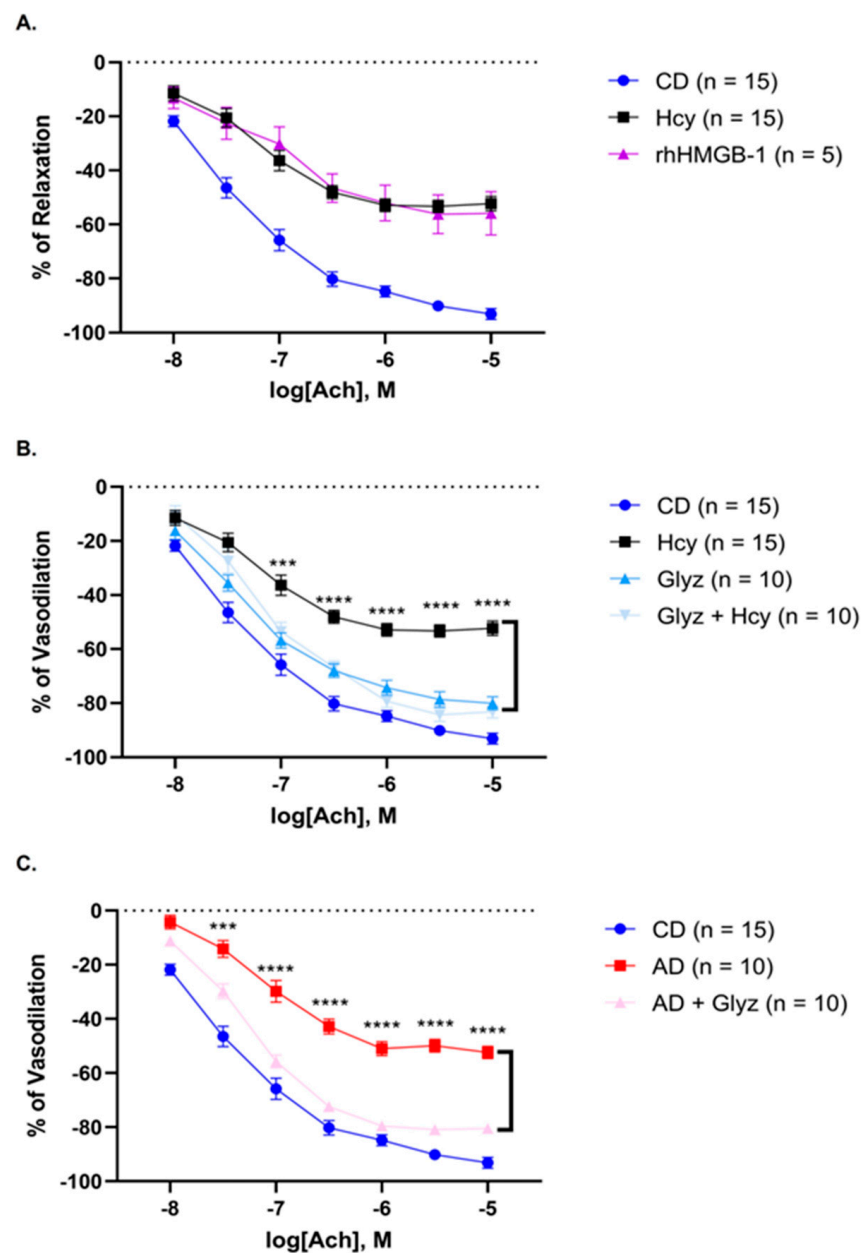 A.
% of Relaxation
0
-20
-40
-60
-80
-100
-8
-7
-6
-5
log[Ach], M
CD (n = 15)
Hcy (n = 15)
rhHMGB-1 (n = 5)
B.
% of Vasodilation
0
-20
-40
-60
-80
-100
***
****
****
****
****
-8
-7
-6
-5
log[Ach], M
CD (n = 15)
Hcy (n = 15)
Glyz (n = 10)
Glyz + Hcy (n = 10)
C.
% of Vasodilation
0
-20
-40
-60
-80
-100
***
****
****
****
****
****
-8
-7
-6
-5
log[Ach], M
CD (n = 15)
AD (n = 10)
AD + Glyz (n = 10)